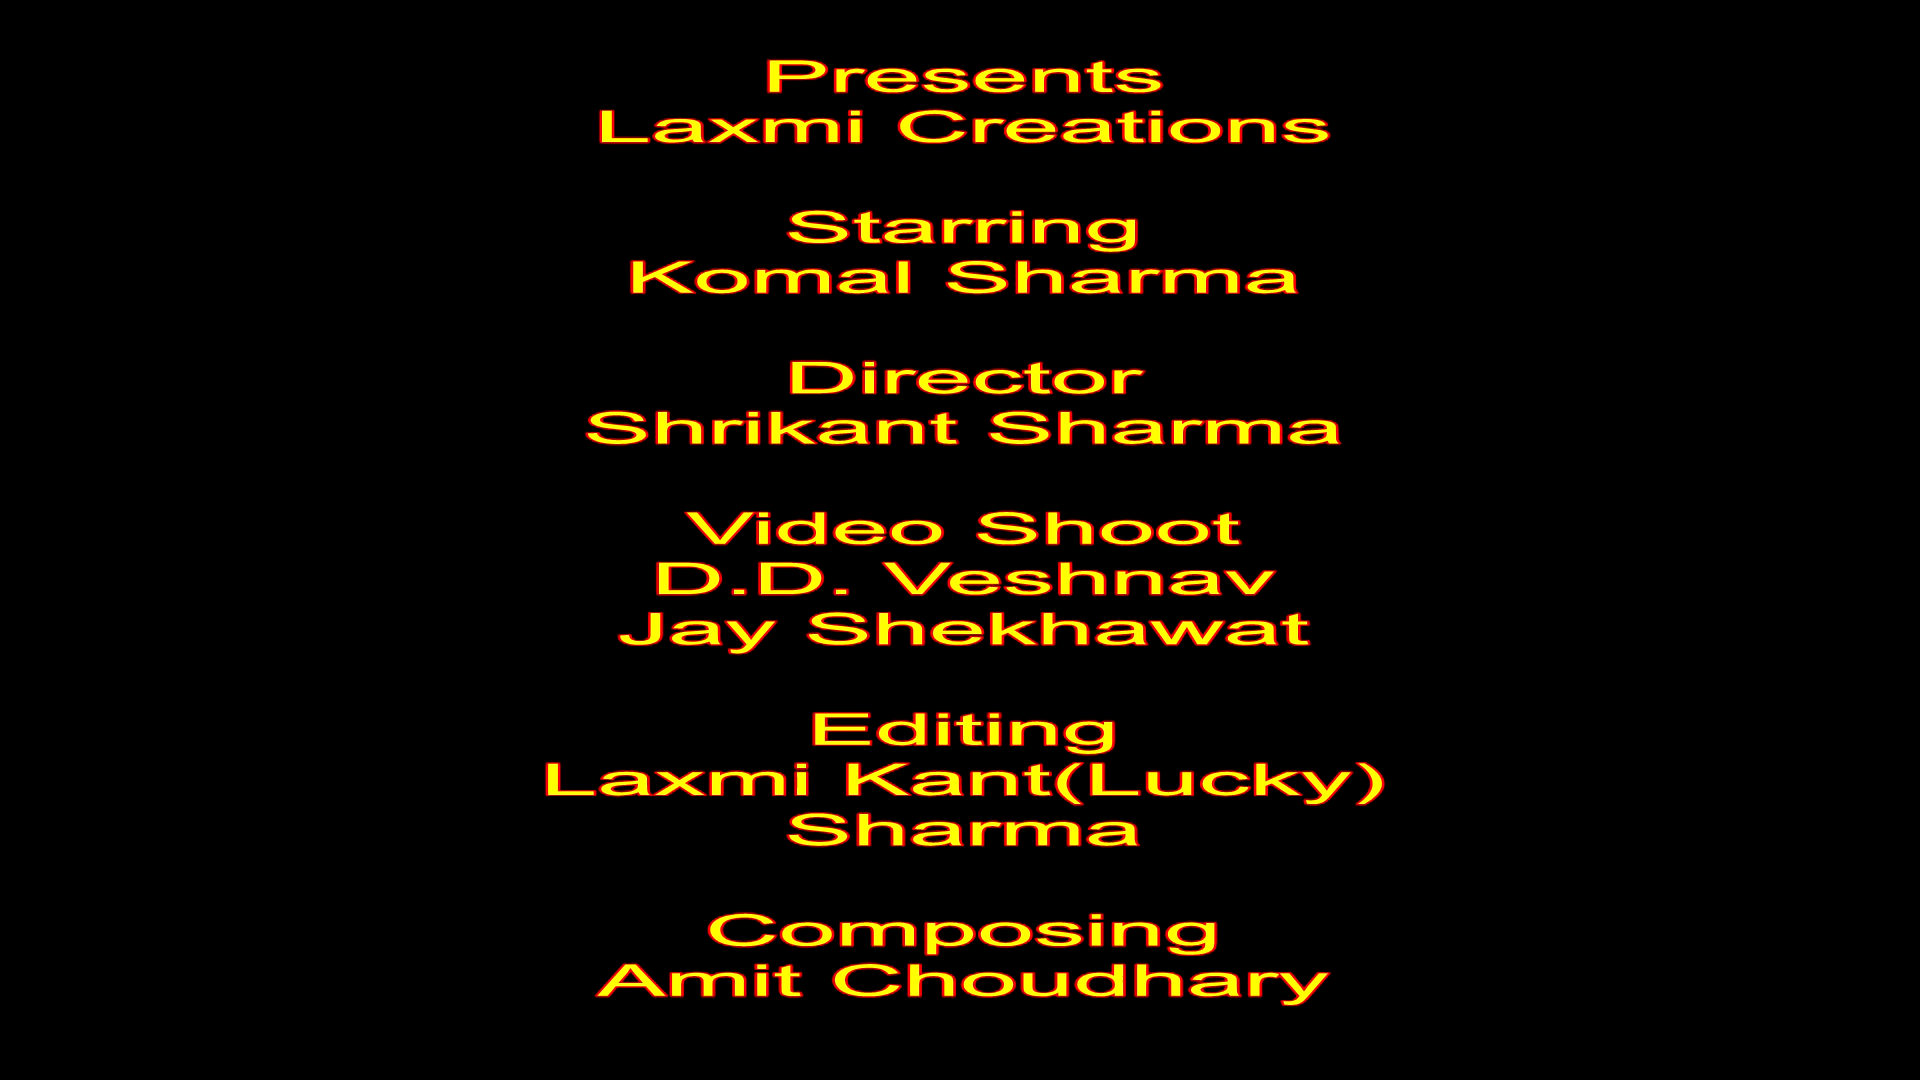 Presents
Laxmi Creations
Starring
Komal Sharma
Director
Shrikant Sharma
Video Shoot
D.D. Veshnav
Jay Shekhawat
Editing
Laxmi Kant(Lucky)
Sharma
Composing
Amit Choudhary